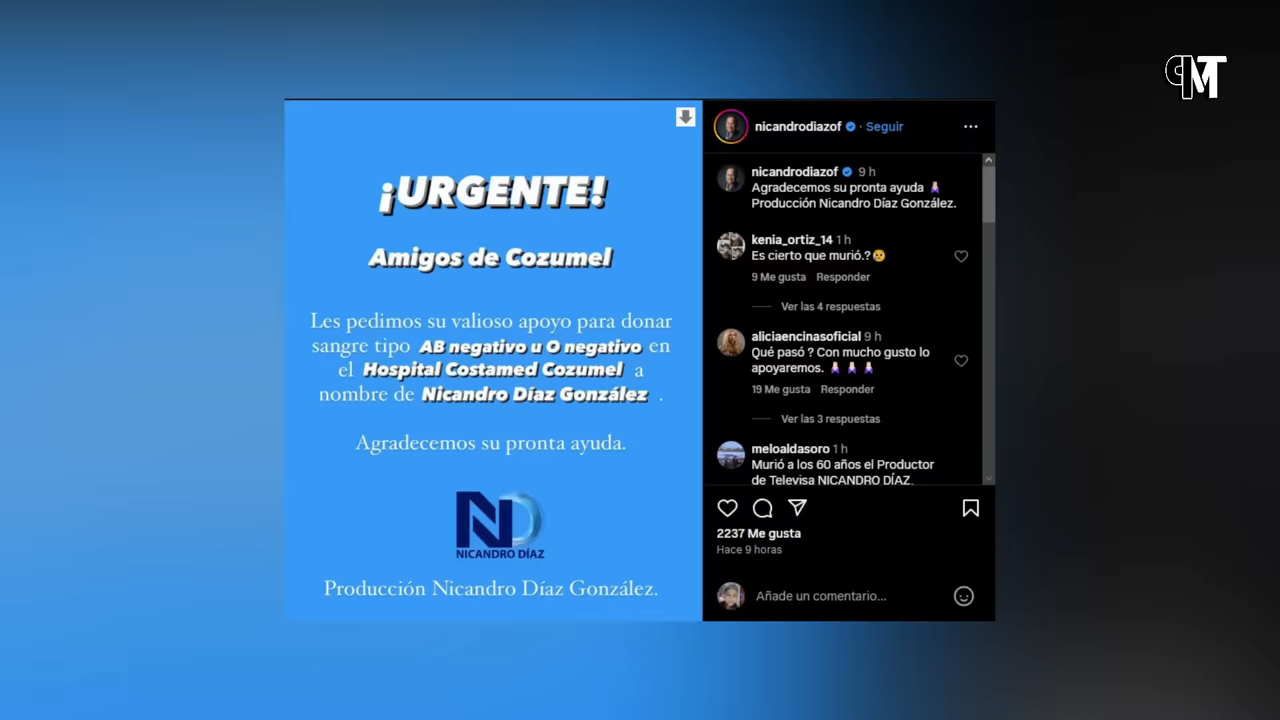 PMT
¡URGENTE!
Amigos de Cozumel
Les pedimos su valioso apoyo para donar
sangre tipo AB negativo u O negativo en
el Hospital Costamed Cozumel a
nombre de Nicandro Díaz González .
Agradecemos su pronta ayuda.
ND
NICANDRO DÍAZ
Producción Nicandro Díaz González.
nicandrodiazof · Seguir
nicandrodiazof 9 h
Agradecemos su pronta ayuda
Producción Nicandro Díaz González.
kenia_ortiz_14 1 h
Es cierto que murió.?
9 Me gusta Responder
Ver las 4 respuestas
aliciaencinasoficial 9 h
Qué pasó ? Con mucho gusto lo
apoyaremos.
19 Me gusta Responder
Ver las 3 respuestas
meloaldasoro 1 h
Murió a los 60 años el Productor
de Televisa NICANDRO DÍAZ.
2237 Me gusta
Hace 9 horas
Añade un comentario...